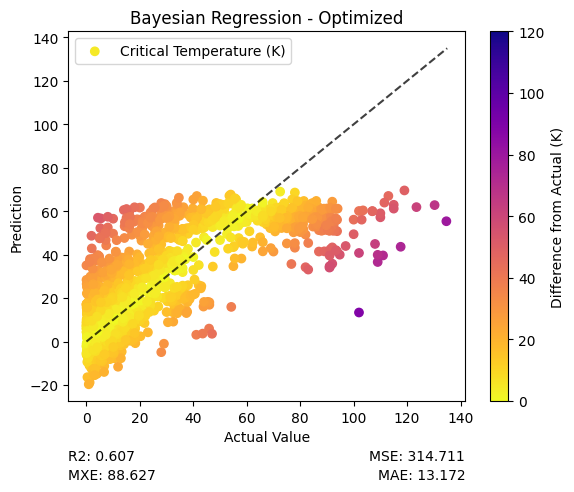 Bayesian Regression - Optimized
Critical Temperature (K)
Prediction
140
120
100
80
60
40
20
0
−20
0
20
40
60
80
100
120
140
Actual Value
120
100
80
60
40
20
0
Difference from Actual (K)
R2: 0.607
MSE: 314.711
MXE: 88.627
MAE: 13.172